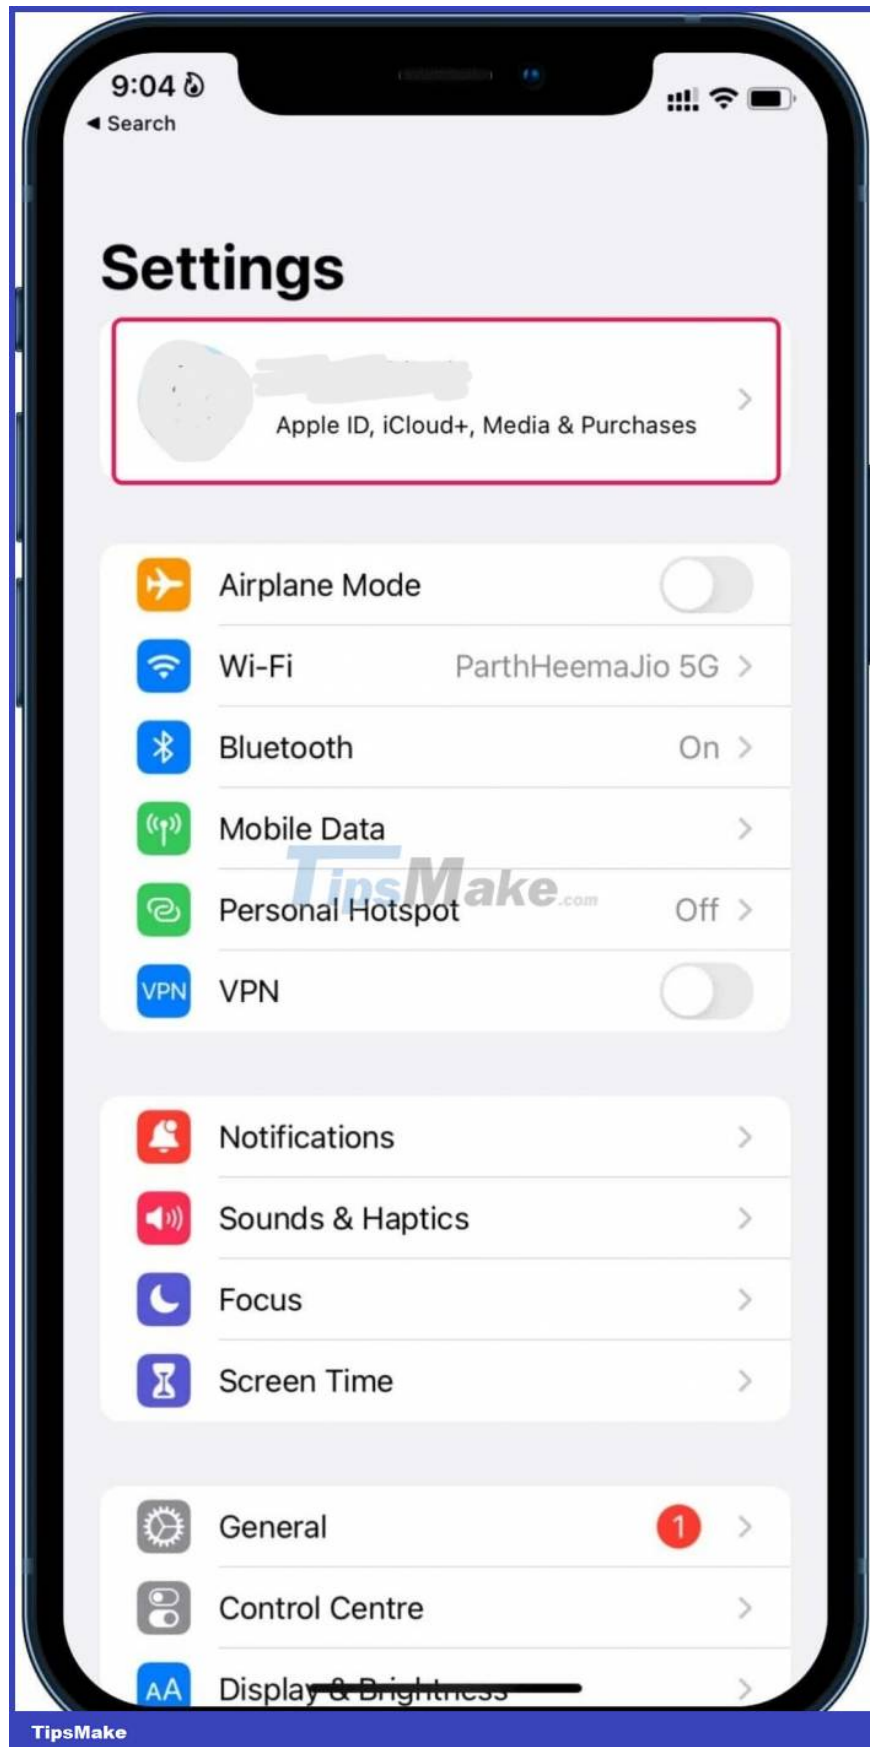 9:04
Search
Settings
Apple ID, iCloud+, Media & Purchases
Airplane Mode
Wi-Fi ParthHeemaJio 5G
Bluetooth On
Mobile Data
TipsMake.com
Personal Hotspot Off
VPN VPN
Notifications
Sounds & Haptics
Focus
Screen Time
General 1
Control Centre
AA Display & Brightness
TipsMake